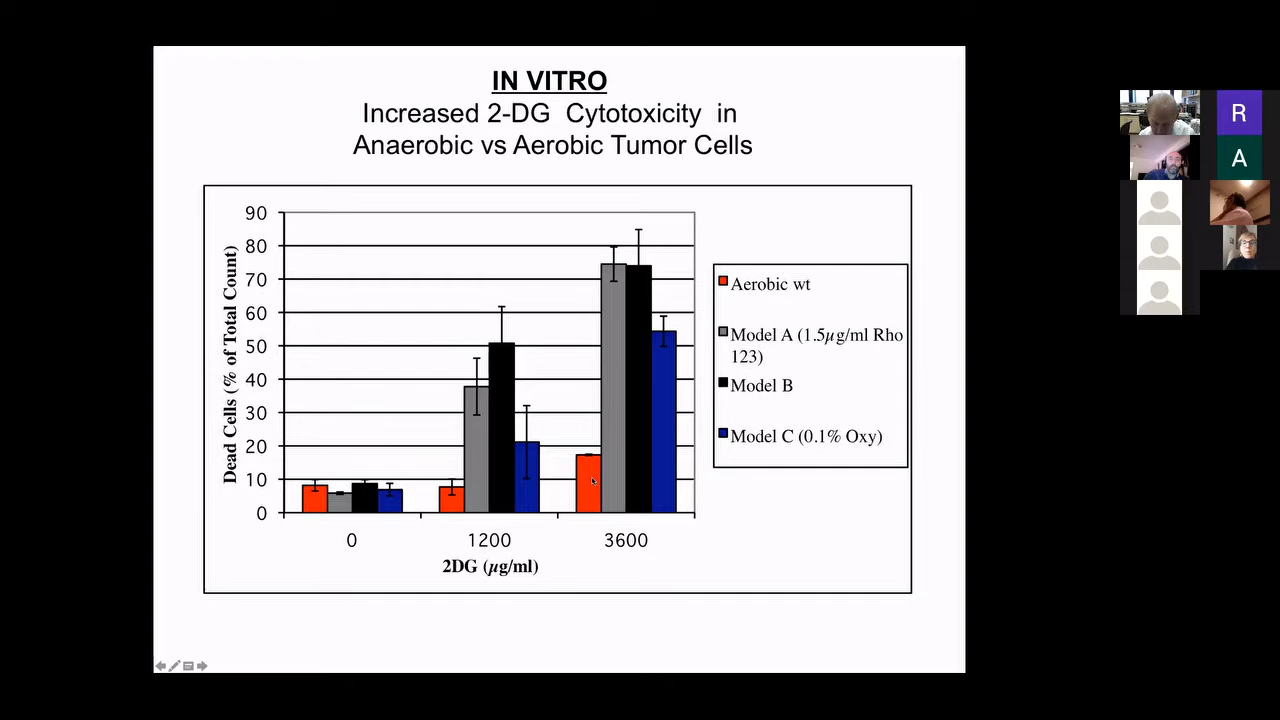 IN VITRO
Increased 2-DG Cytotoxicity in
Anaerobic vs Aerobic Tumor Cells
90
80
70
60
50
40
30
20
10
0
Dead Cells (% of Total Count)
0 1200 3600
2DG (µg/ml)
Aerobic wt
Model A (1.5µg/ml Rho
123)
Model B
Model C (0.1% Oxy)
R
A